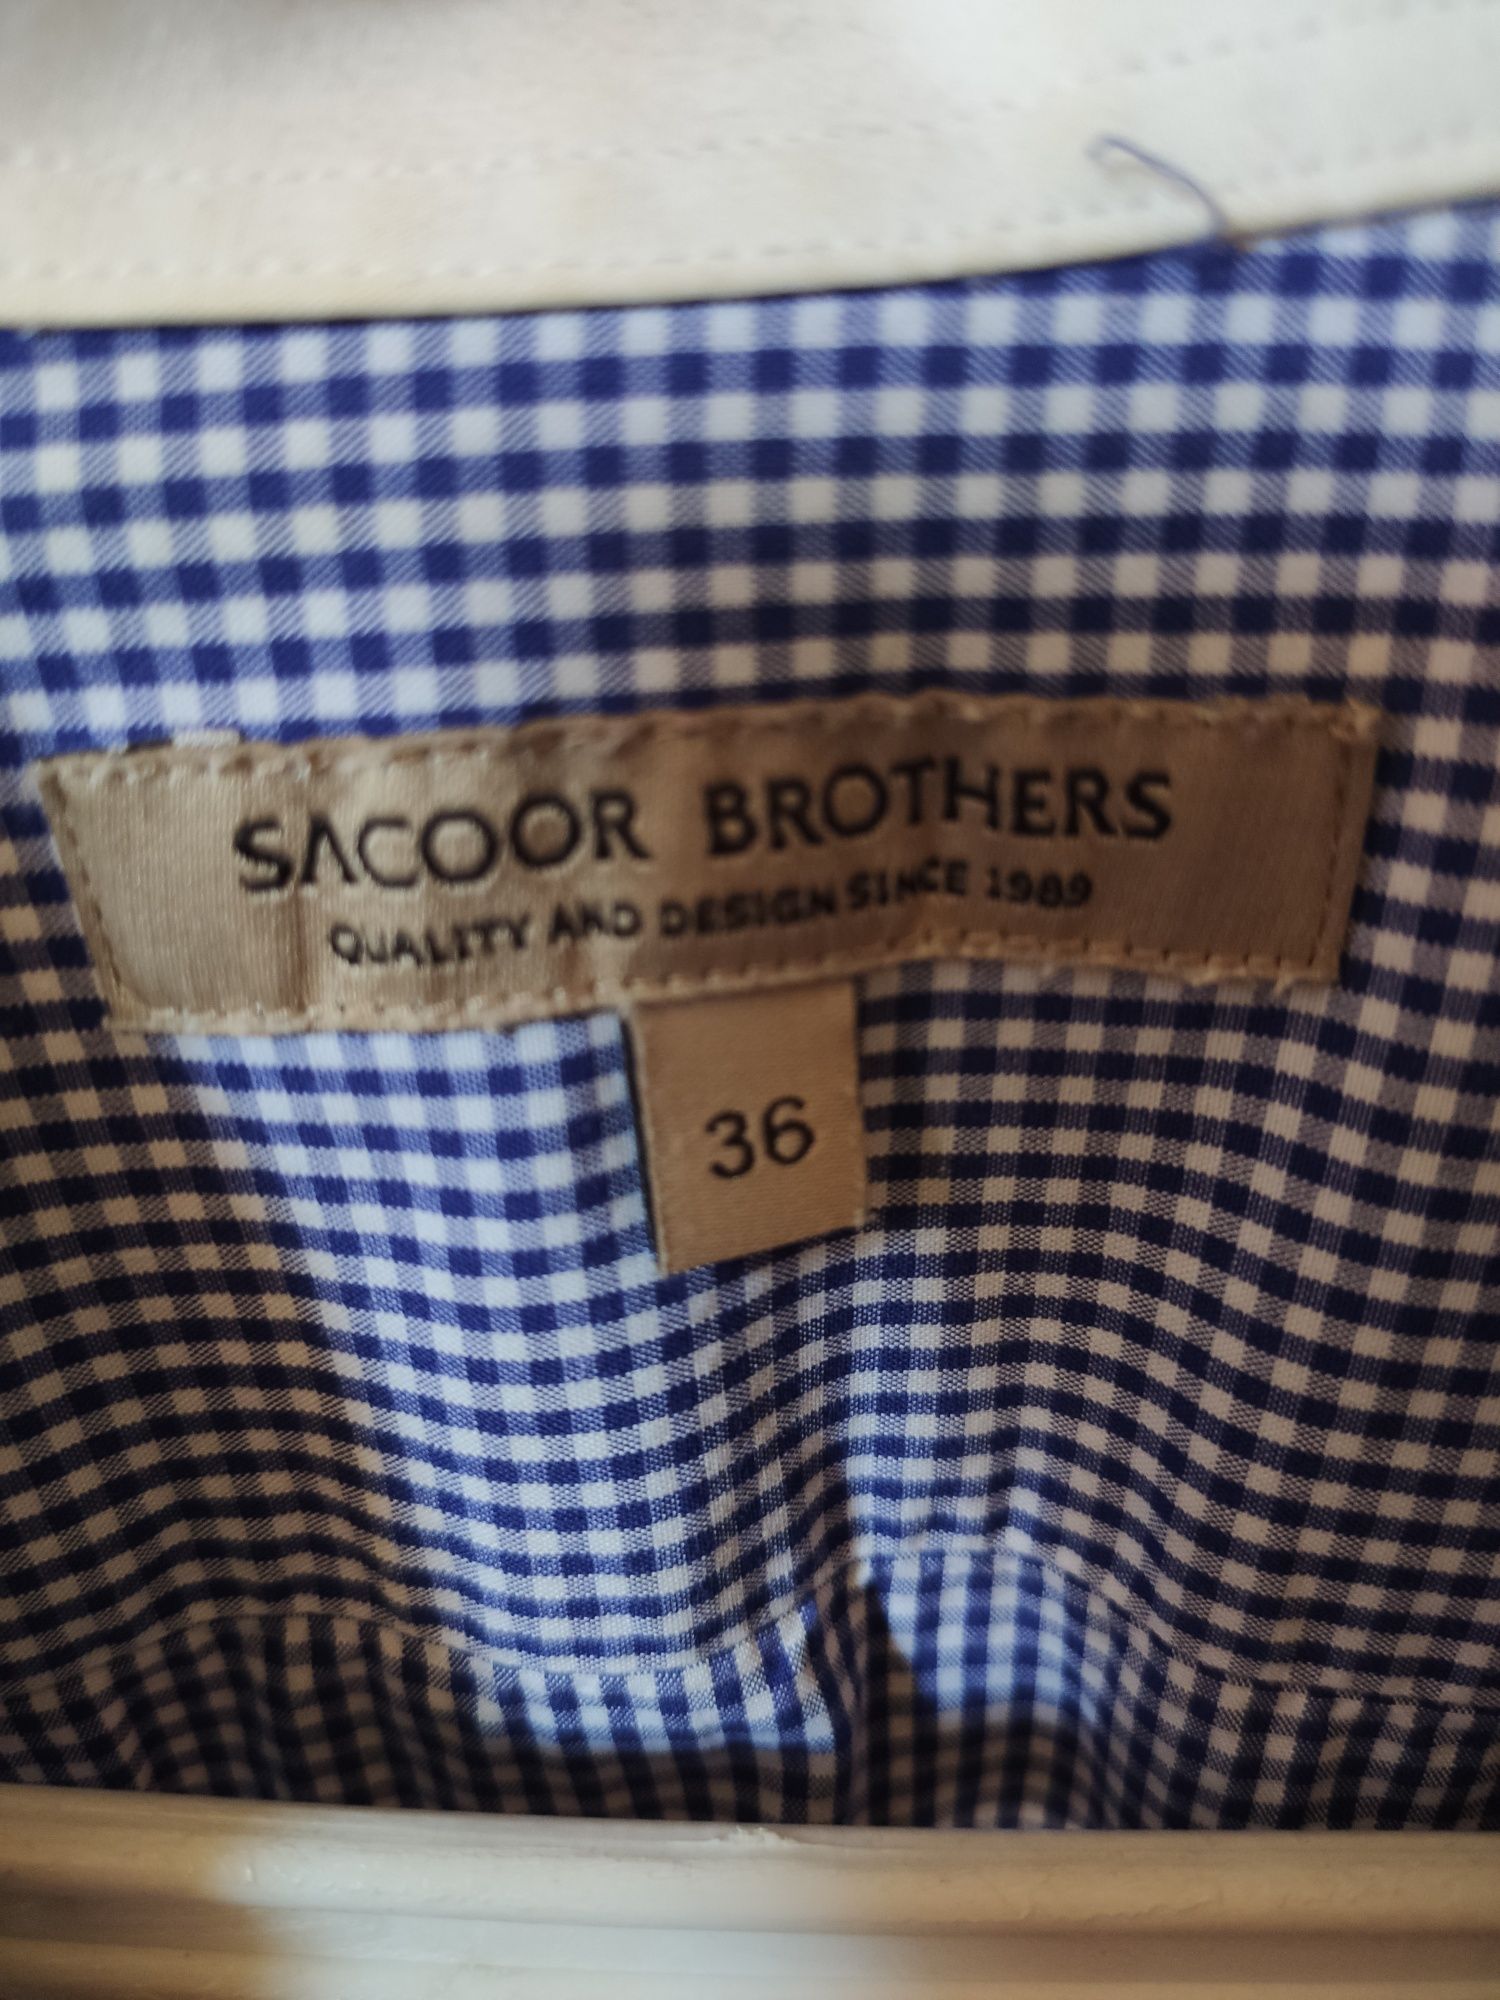 SACOOR BROTHERS
QUALITY AND DESIGN SINCE 1989
36